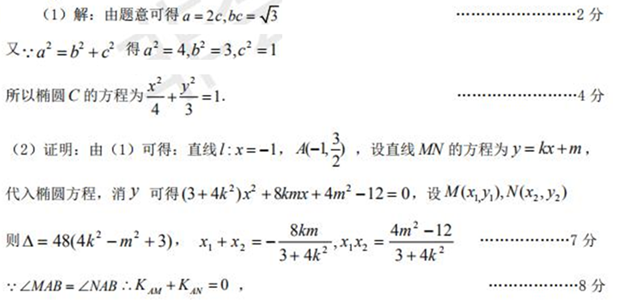 （1）解：由题意可得 a = 2c, bc = √3 ……………………2 分
又∵ a² = b² + c² 得 a² = 4, b² = 3, c² = 1
所以椭圆 C 的方程为 x²/4 + y²/3 = 1. ……………………4 分
（2）证明：由（1）可得：直线 l : x = −1， A(−1, 3/2) ，设直线 MN 的方程为 y = kx + m，
代入椭圆方程，消 y 可得 (3 + 4k²)x² + 8kmx + 4m² − 12 = 0，设 M(x₁, y₁), N(x₂, y₂)
则 Δ = 48(4k² − m² + 3)， x₁ + x₂ = −8km/(3 + 4k²), x₁x₂ = (4m² − 12)/(3 + 4k²) ………………7 分
∵ ∠MAB = ∠NAB ∴ K_AM + K_AN = 0 ， ………………8 分